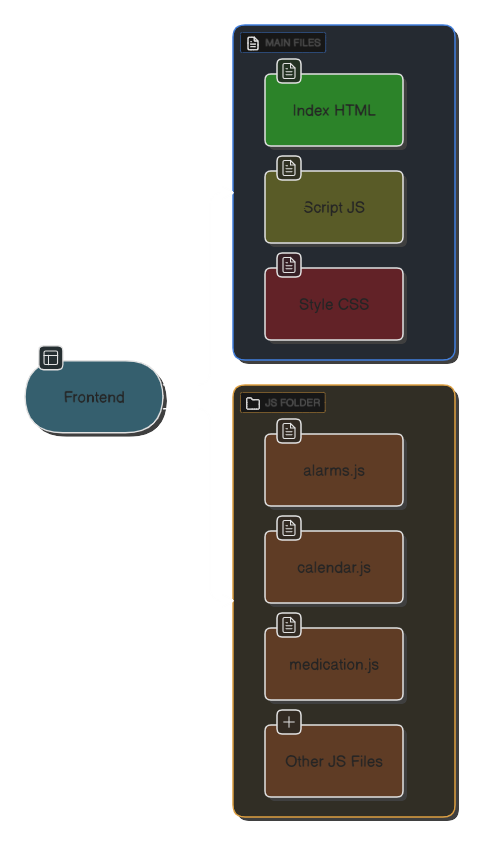 MAIN FILES
Index HTML
Script JS
Style CSS
Frontend
JS FOLDER
alarms.js
calendar.js
medication.js
Other JS Files